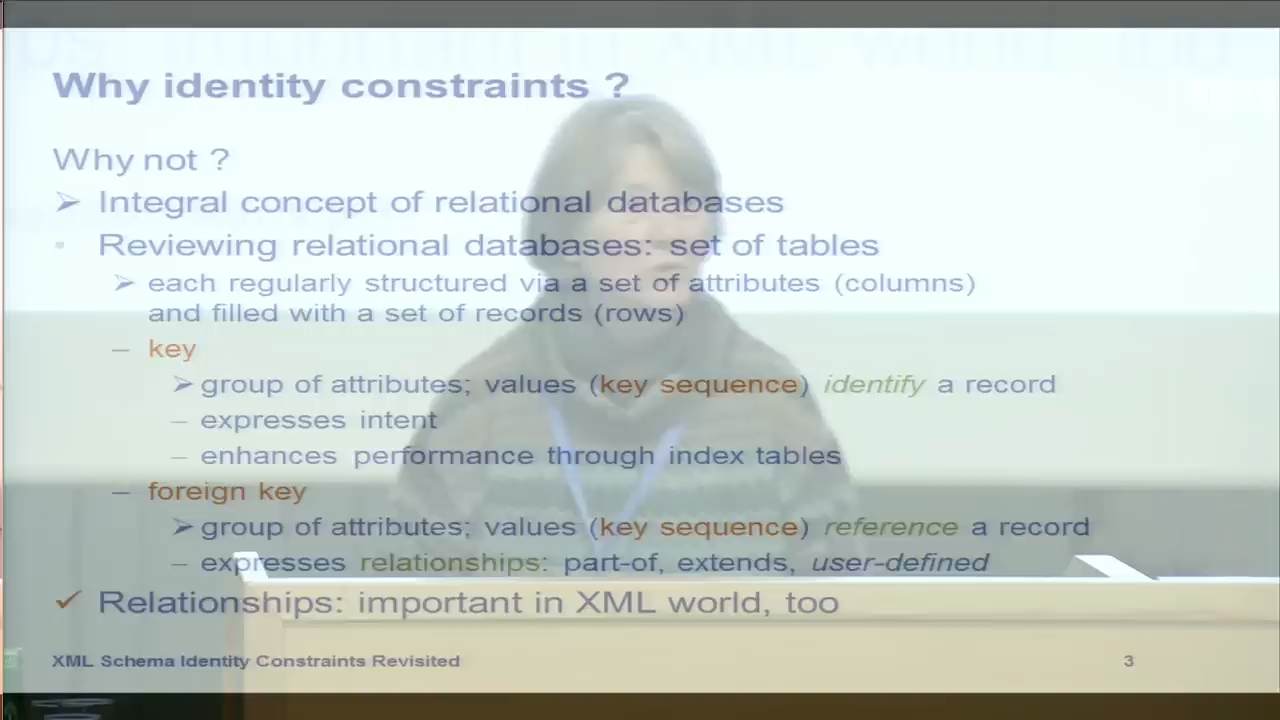 Why identity constraints ?
Why not ?
➢ Integral concept of relational databases
• Reviewing relational databases: set of tables
➢ each regularly structured via a set of attributes (columns)
and filled with a set of records (rows)
– key
➢ group of attributes; values (key sequence) identify a record
– expresses intent
– enhances performance through index tables
– foreign key
➢ group of attributes; values (key sequence) reference a record
– expresses relationships: part-of, extends, user-defined
✓ Relationships: important in XML world, too
XML Schema Identity Constraints Revisited
3